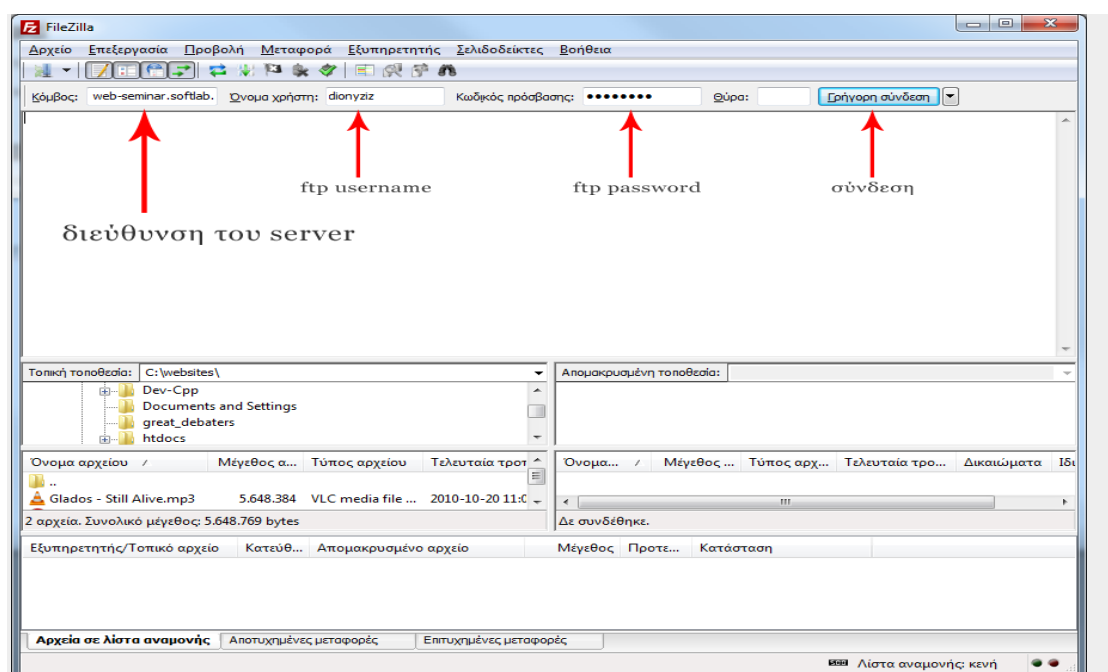 FileZilla
Αρχείο Επεξεργασία Προβολή Μεταφορά Εξυπηρετητής Σελιδοδείκτες Βοήθεια
Κόμβος: web-seminar.softlab. Όνομα χρήστη: dionyziz Κωδικός πρόσβασης: ●●●●●●●● Θύρα: Γρήγορη σύνδεση
ftp username ftp password σύνδεση
διεύθυνση του server
Τοπική τοποθεσία: C:\websites\ Απομακρυσμένη τοποθεσία:
Dev-Cpp
Documents and Settings
great_debaters
htdocs
Όνομα αρχείου Μέγεθος α... Τύπος αρχείου Τελευταία τροπ Όνομα... Μέγεθος ... Τύπος αρχ... Τελευταία τρο... Δικαιώματα Ιδι
..
Glados - Still Alive.mp3 5.648.384 VLC media file ... 2010-10-20 11:0
2 αρχεία. Συνολικό μέγεθος: 5.648.769 bytes Δε συνδέθηκε.
Εξυπηρετητής/Τοπικό αρχείο Κατεύθ... Απομακρυσμένο αρχείο Μέγεθος Προτε... Κατάσταση
Αρχεία σε λίστα αναμονής Αποτυχημένες μεταφορές Επιτυχημένες μεταφορές
Λίστα αναμονής: κενή